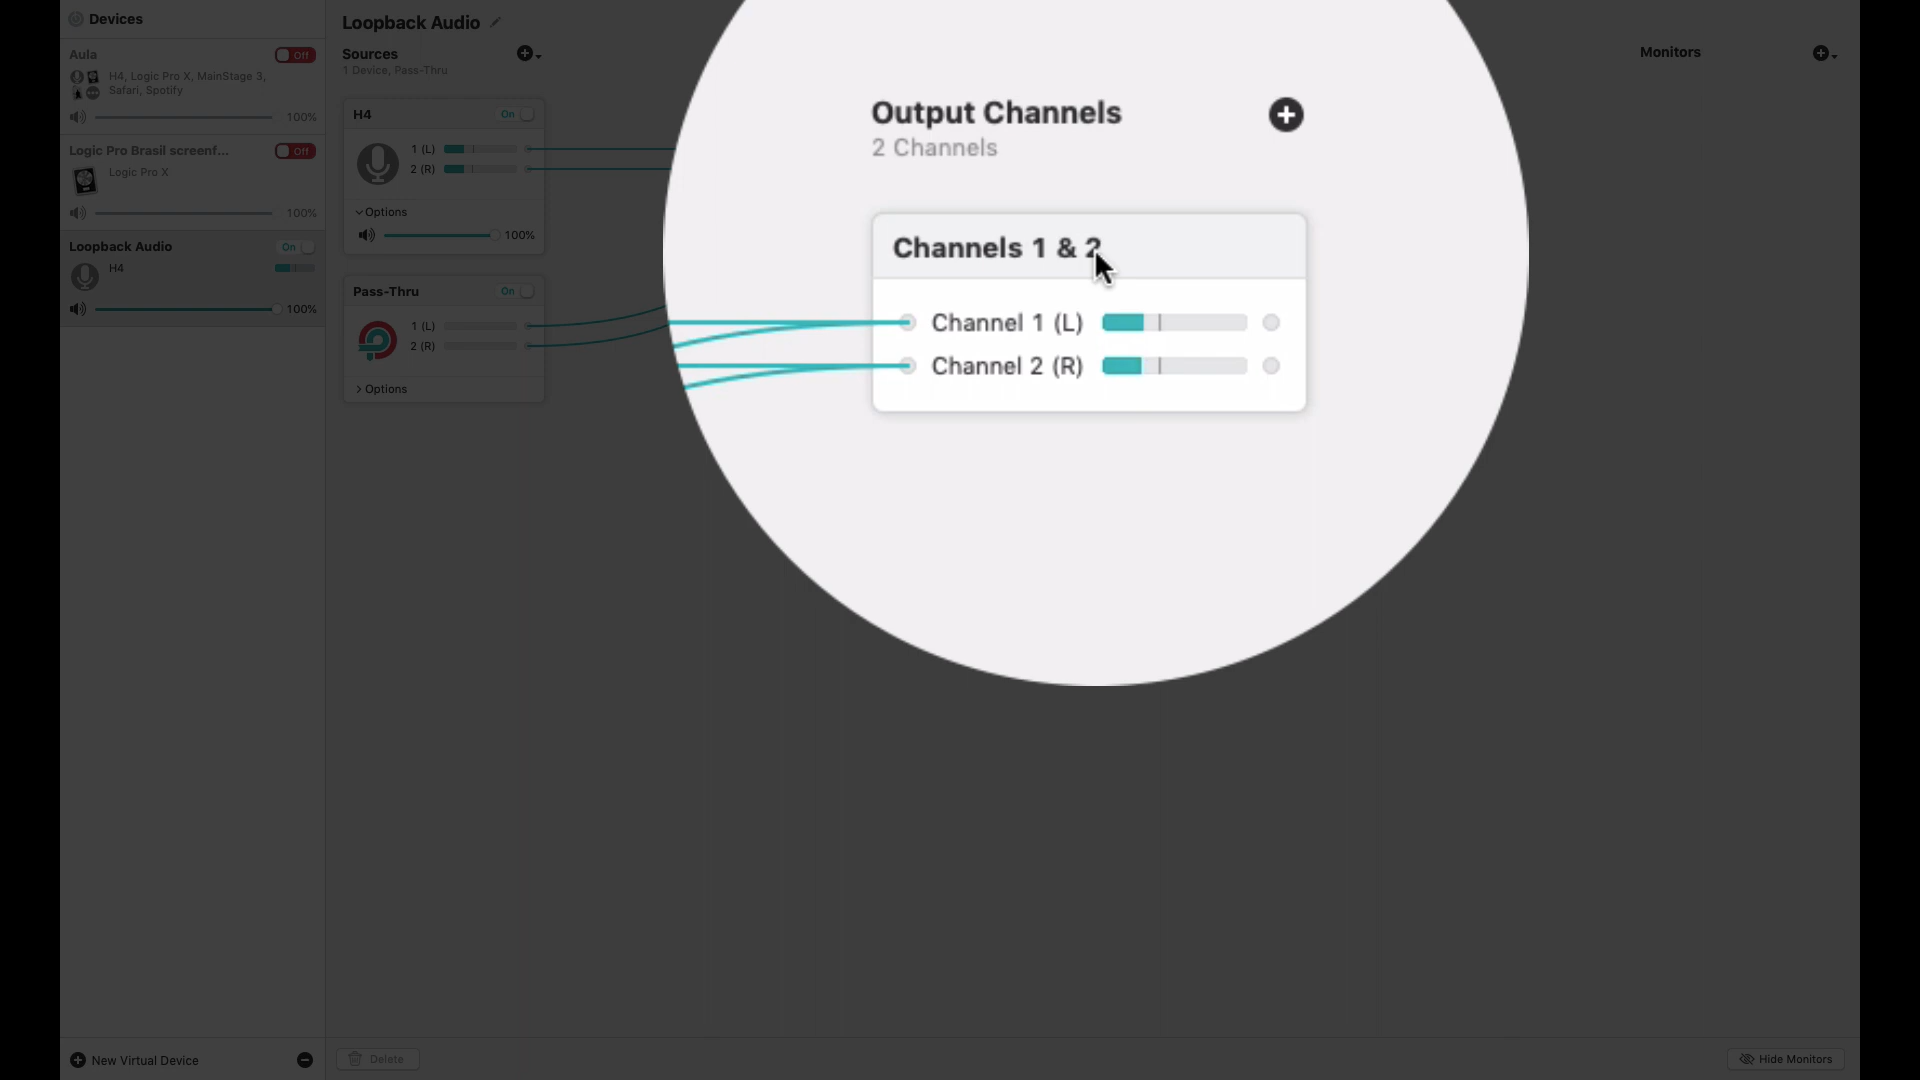 Devices
Aula
Off
H4, Logic Pro X, MainStage 3,
Safari, Spotify
100%
Logic Pro Brasil screenf...
Off
Logic Pro X
100%
Loopback Audio
On
H4
100%
New Virtual Device
Loopback Audio
Sources
1 Device, Pass-Thru
H4
On
1 (L)
2 (R)
Options
100%
Pass-Thru
On
1 (L)
2 (R)
Options
Output Channels
2 Channels
Channels 1 & 2
Channel 1 (L)
Channel 2 (R)
Monitors
Delete
Hide Monitors